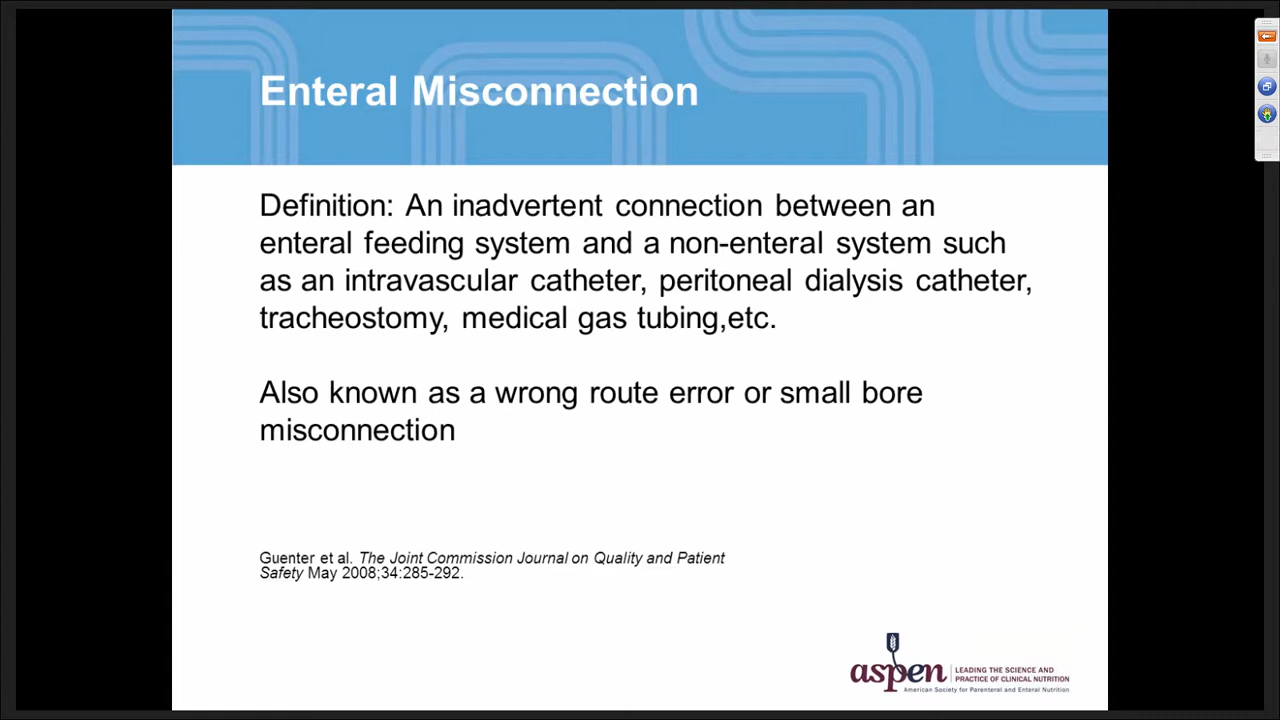 Enteral Misconnection
Definition: An inadvertent connection between an
enteral feeding system and a non-enteral system such
as an intravascular catheter, peritoneal dialysis catheter,
tracheostomy, medical gas tubing,etc.
Also known as a wrong route error or small bore
misconnection
Guenter et al. The Joint Commission Journal on Quality and Patient
Safety May 2008;34:285-292.
aspen
LEADING THE SCIENCE AND
PRACTICE OF CLINICAL NUTRITION
American Society for Parenteral and Enteral Nutrition